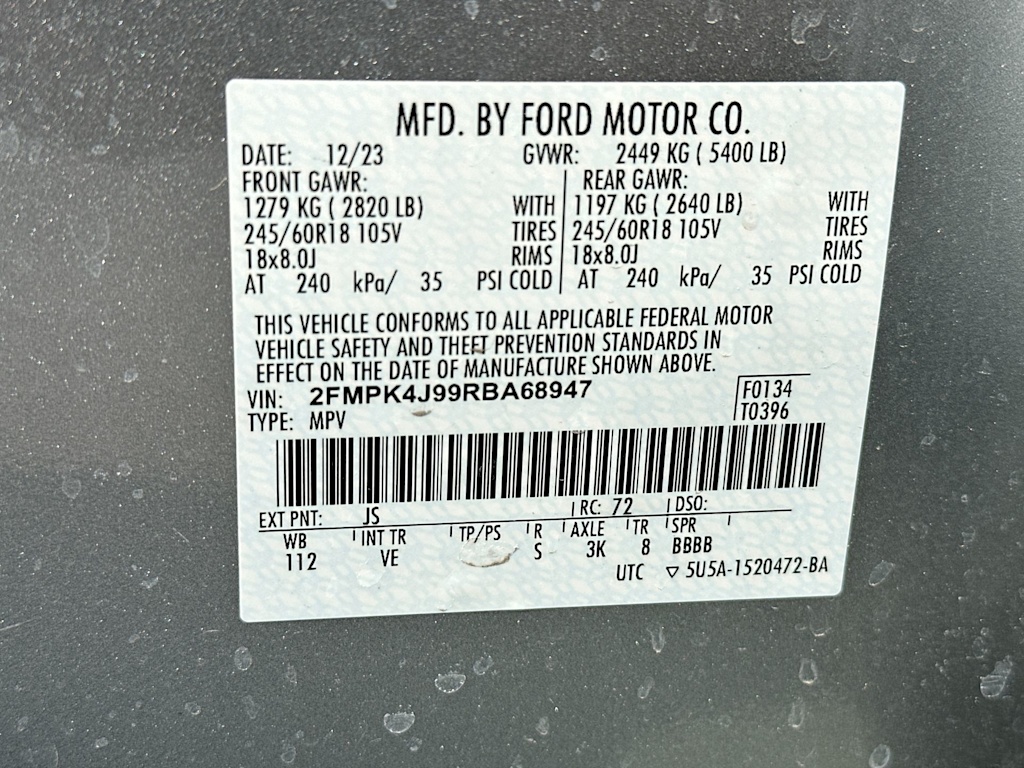 MFD. BY FORD MOTOR CO.
DATE: 12/23 GVWR: 2449 KG ( 5400 LB)
FRONT GAWR: REAR GAWR:
1279 KG ( 2820 LB) WITH 1197 KG ( 2640 LB) WITH
245/60R18 105V TIRES 245/60R18 105V TIRES
18x8.0J RIMS 18x8.0J RIMS
AT 240 kPa/ 35 PSI COLD AT 240 kPa/ 35 PSI COLD
THIS VEHICLE CONFORMS TO ALL APPLICABLE FEDERAL MOTOR
VEHICLE SAFETY AND THEFT PREVENTION STANDARDS IN
EFFECT ON THE DATE OF MANUFACTURE SHOWN ABOVE.
VIN: 2FMPK4J99RBA68947 F0134
TYPE: MPV T0396
EXT PNT: JS RC: 72 DSO:
WB INT TR TP/PS R AXLE TR SPR
112 VE S 3K 8 BBBB
UTC ▽ 5U5A-1520472-BA